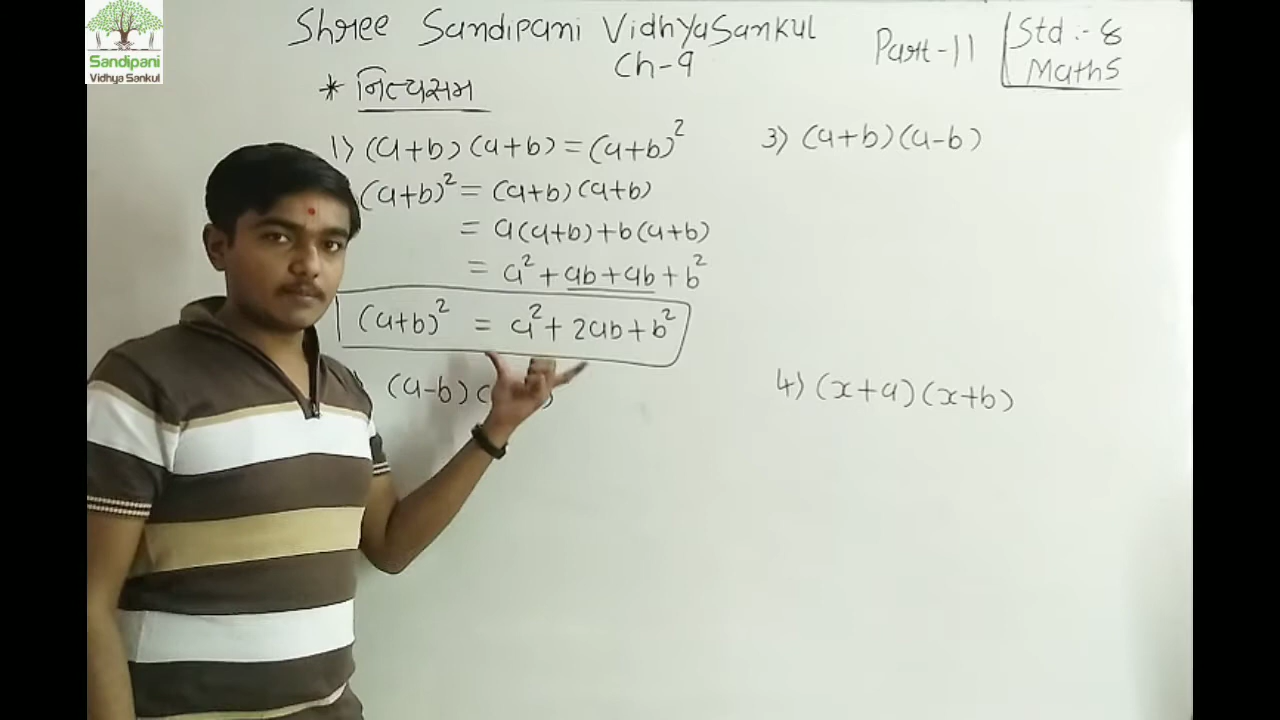 Sandipani
Vidhya Sankul
Shree Sandipani VidhyaSankul
Ch-9
Part-11
Std :- 8
Maths
* નિત્યસમ
1) (a+b)(a+b) = (a+b)²
(a+b)² = (a+b)(a+b)
= a(a+b)+b(a+b)
= a²+ab+ab+b²
(a+b)² = a²+2ab+b²
(a-b)(
3) (a+b)(a-b)
4) (x+a)(x+b)